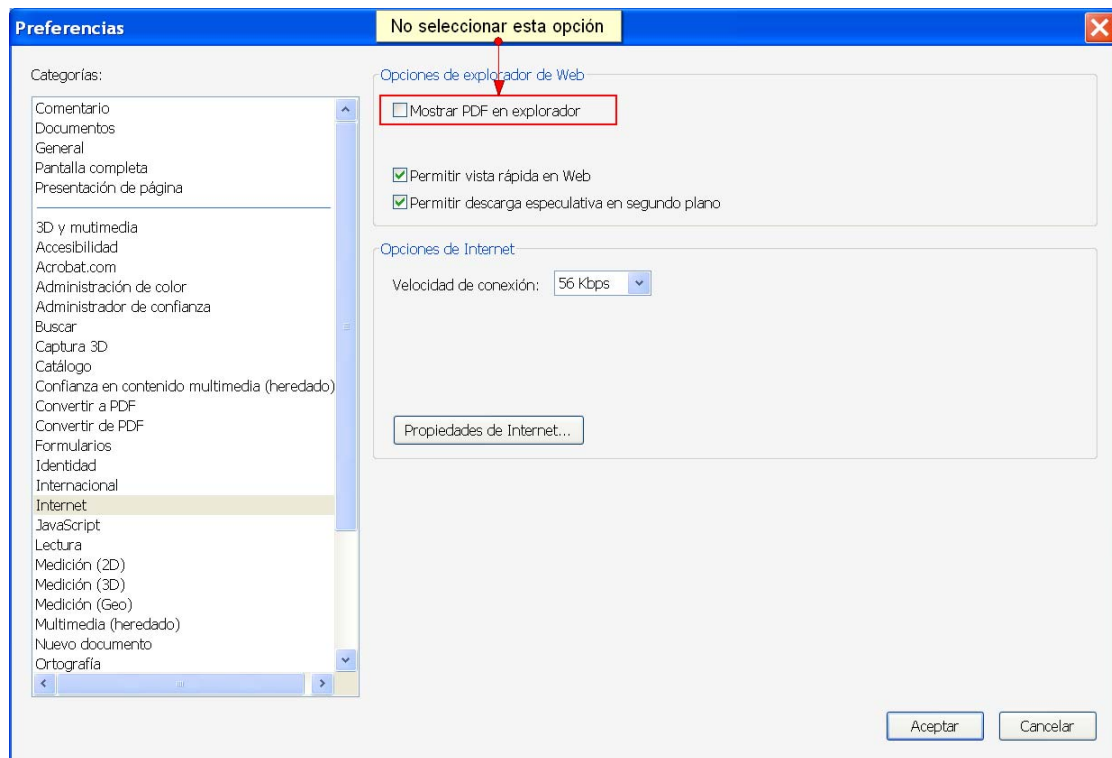 Preferencias
No seleccionar esta opción
Categorías:
Comentario
Documentos
General
Pantalla completa
Presentación de página
3D y mutimedia
Accesibilidad
Acrobat.com
Administración de color
Administrador de confianza
Buscar
Captura 3D
Catálogo
Confianza en contenido multimedia (heredado)
Convertir a PDF
Convertir de PDF
Formularios
Identidad
Internacional
Internet
JavaScript
Lectura
Medición (2D)
Medición (3D)
Medición (Geo)
Multimedia (heredado)
Nuevo documento
Ortografía
Opciones de explorador de Web
Mostrar PDF en explorador
Permitir vista rápida en Web
Permitir descarga especulativa en segundo plano
Opciones de Internet
Velocidad de conexión: 56 Kbps
Propiedades de Internet...
Aceptar Cancelar